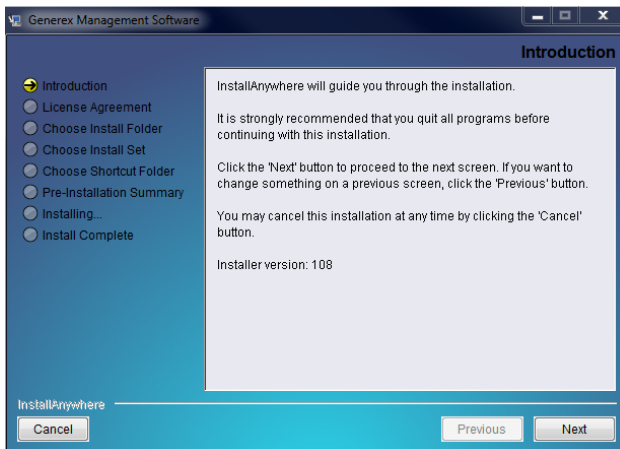 Generex Management Software
Introduction
Introduction
License Agreement
Choose Install Folder
Choose Install Set
Choose Shortcut Folder
Pre-Installation Summary
Installing...
Install Complete
InstallAnywhere will guide you through the installation.
It is strongly recommended that you quit all programs before
continuing with this installation.
Click the 'Next' button to proceed to the next screen. If you want to
change something on a previous screen, click the 'Previous' button.
You may cancel this installation at any time by clicking the 'Cancel'
button.
Installer version: 108
InstallAnywhere
Cancel
Previous
Next